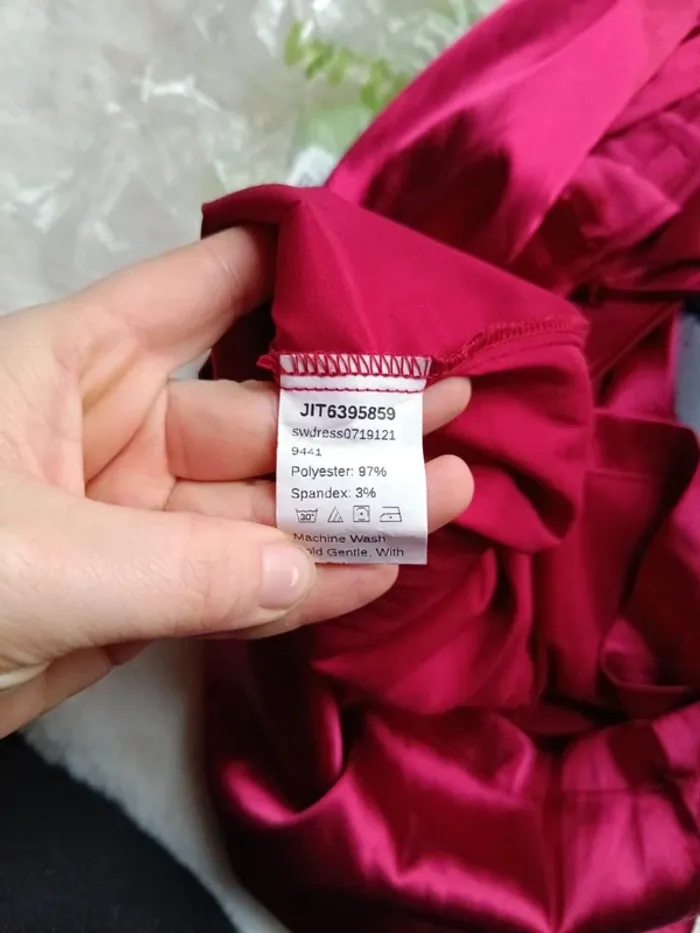 JIT6395859
swdress0719121
9441
Polyester: 97%
Spandex: 3%
30°
Machine Wash
Gentle, With